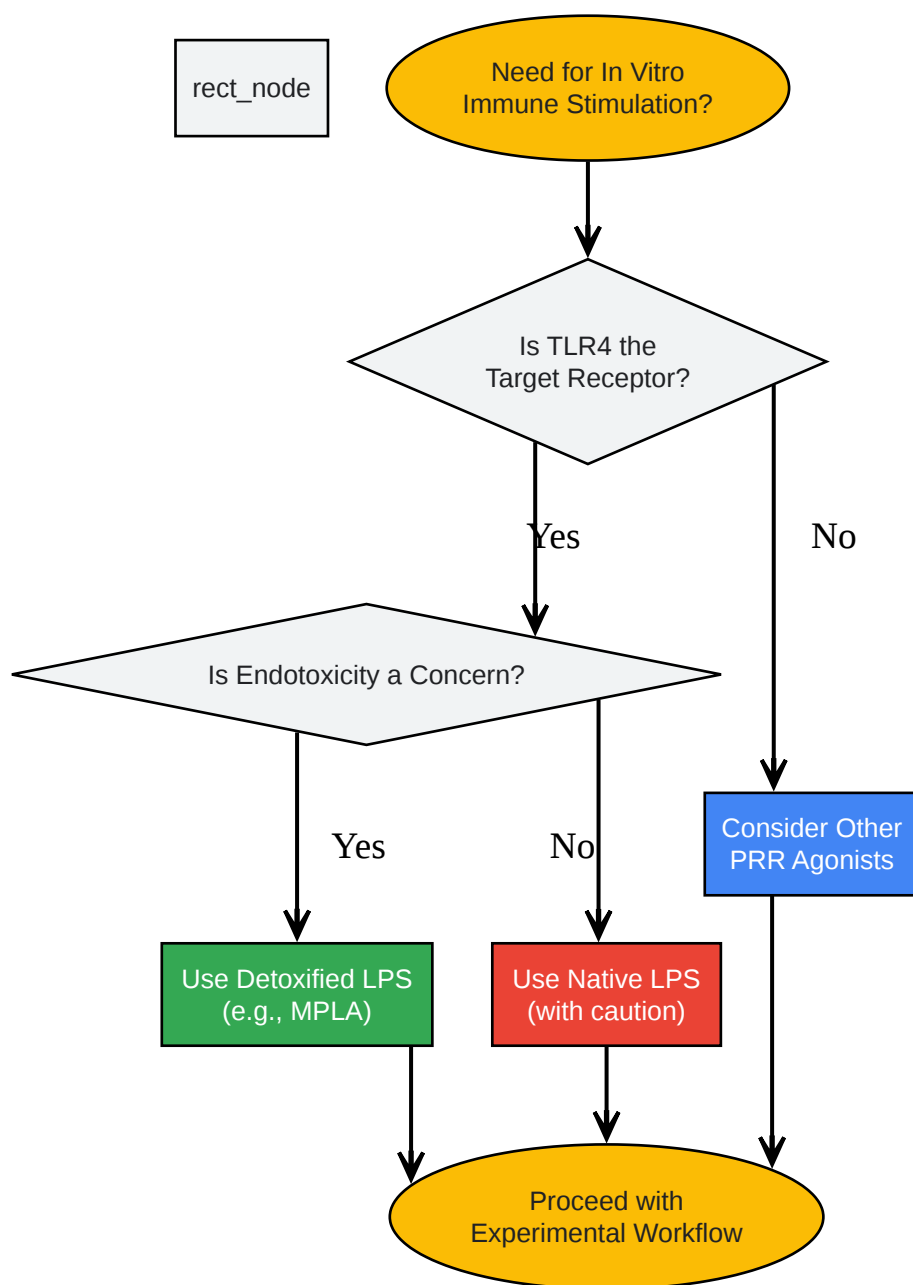 rect_node
Need for In Vitro
Immune Stimulation?
Is TLR4 the
Target Receptor?
Yes
No
Is Endotoxicity a Concern?
Yes
No
Consider Other
PRR Agonists
Use Detoxified LPS
(e.g., MPLA)
Use Native LPS
(with caution)
Proceed with
Experimental Workflow